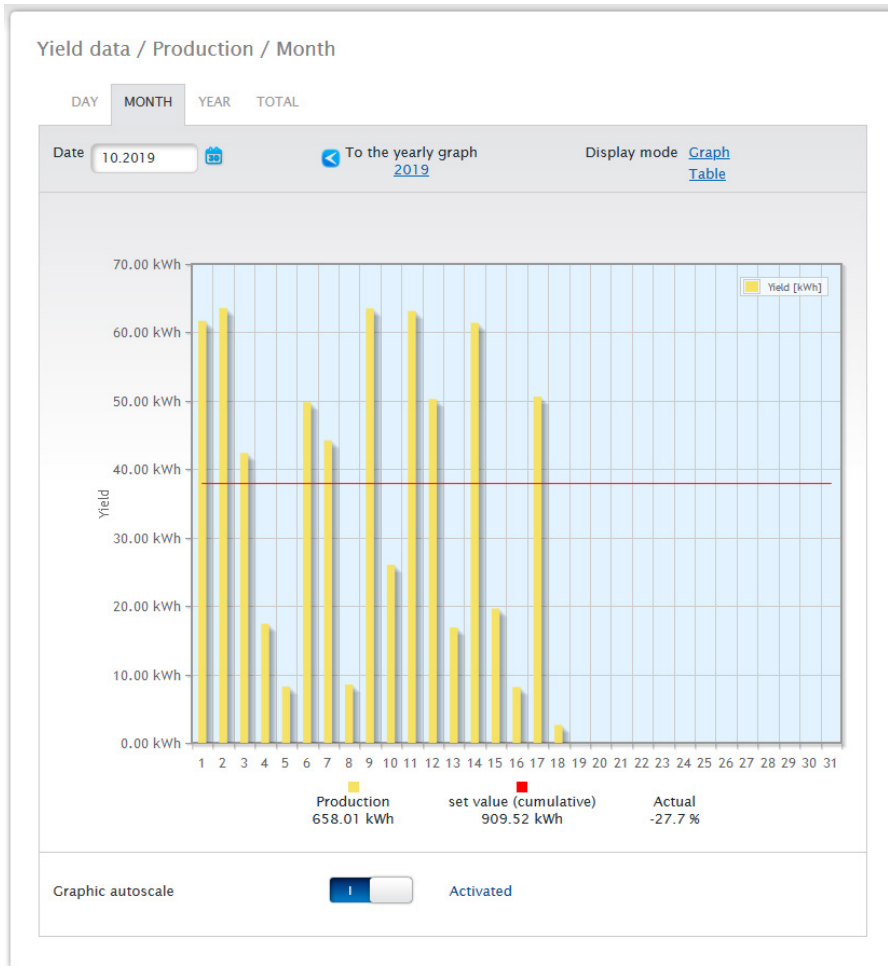 Yield data / Production / Month
DAY MONTH YEAR TOTAL
Date 10.2019 30 To the yearly graph Display mode Graph
2019 Table
70.00 kWh
Yield [kWh]
60.00 kWh
50.00 kWh
40.00 kWh
Yield
30.00 kWh
20.00 kWh
10.00 kWh
0.00 kWh
1 2 3 4 5 6 7 8 9 10 11 12 13 14 15 16 17 18 19 20 21 22 23 24 25 26 27 28 29 30 31
Production set value (cumulative) Actual
658.01 kWh 909.52 kWh -27.7 %
Graphic autoscale I Activated